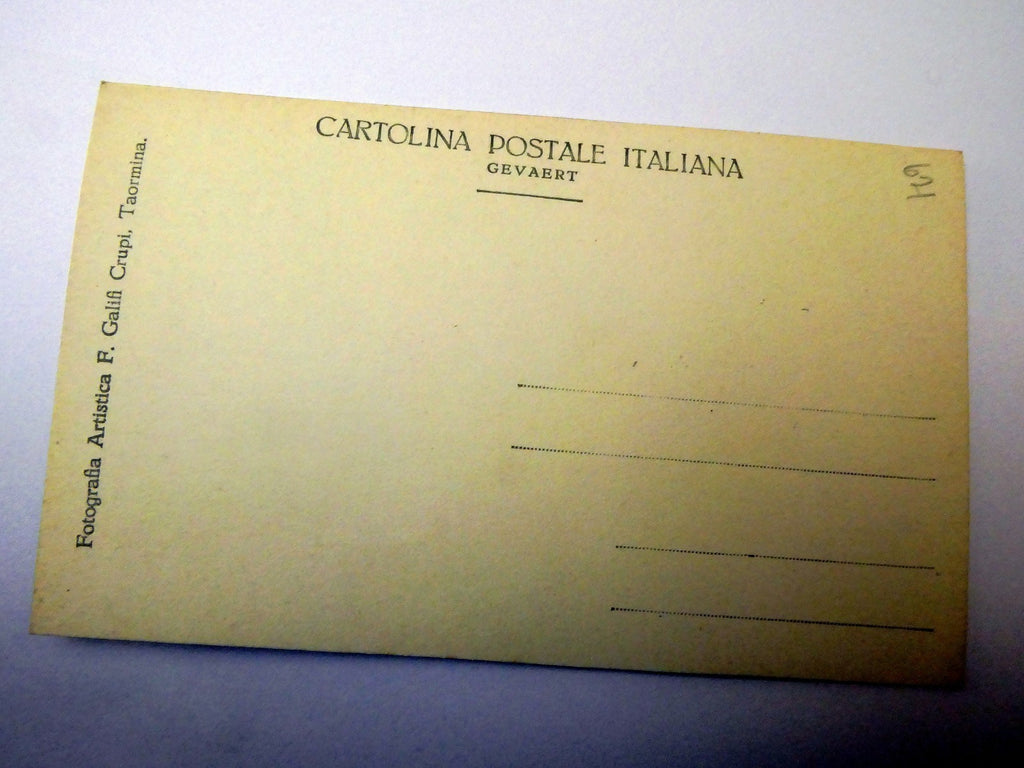 CARTOLINA POSTALE ITALIANA
GEVAERT
Fotografia Artistica F. Galifi Crupi, Taormina.